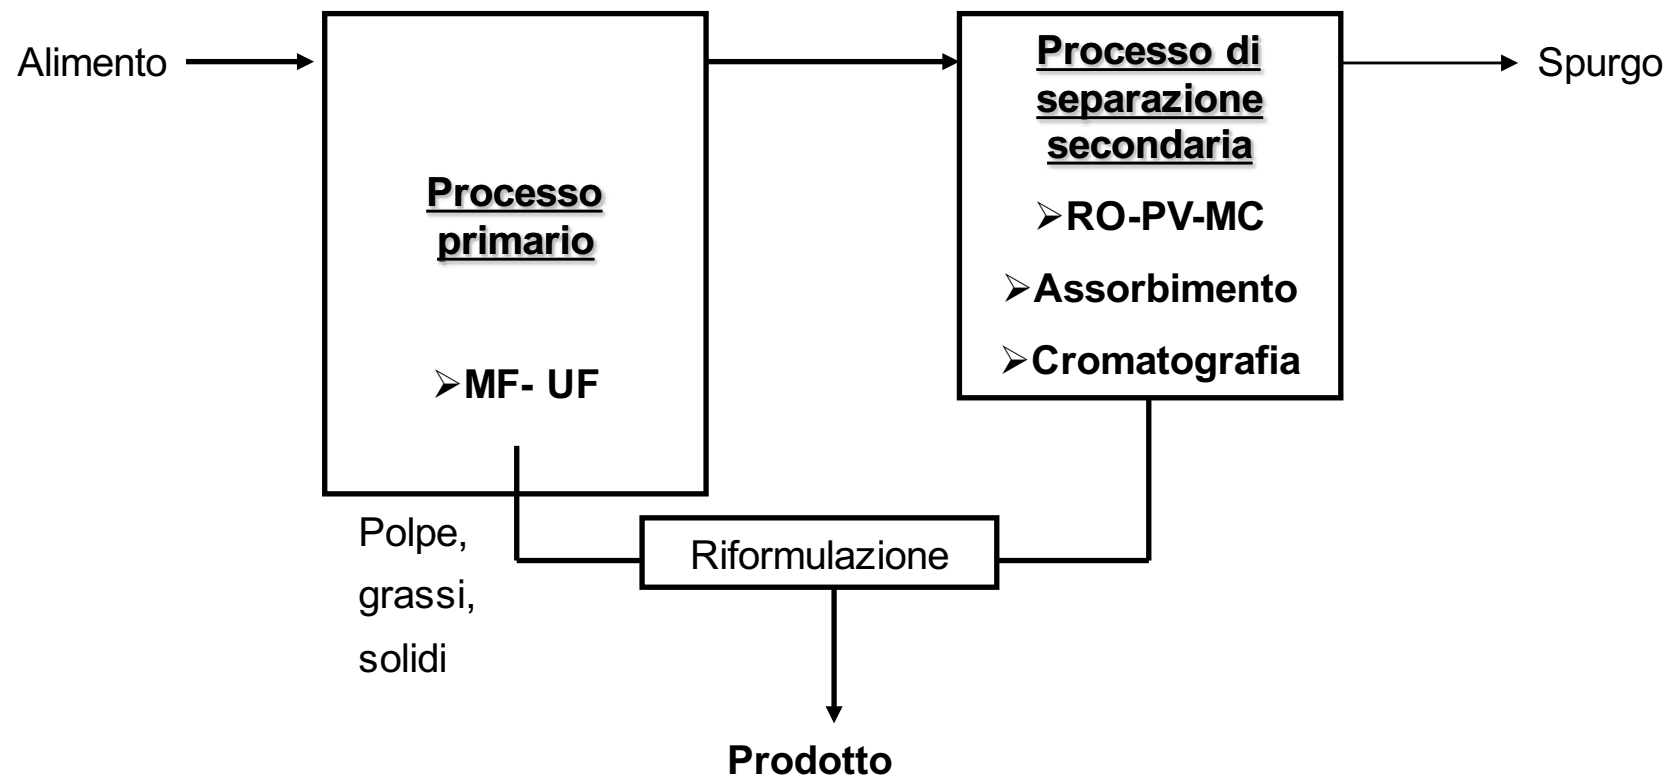 Alimento
Processo
primario
➢MF- UF
Processo di
separazione
secondaria
➢RO-PV-MC
➢Assorbimento
➢Cromatografia
Spurgo
Polpe,
grassi,
solidi
Riformulazione
Prodotto